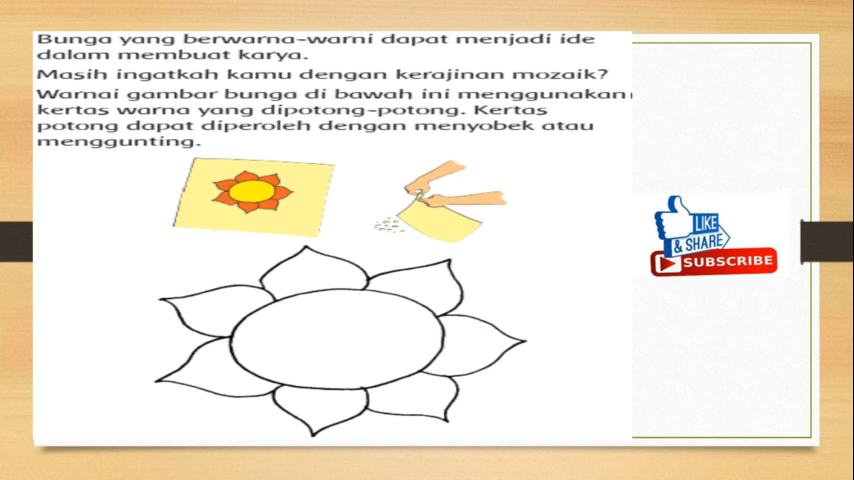 Bunga yang berwarna-warni dapat menjadi ide
dalam membuat karya.
Masih ingatkah kamu dengan kerajinan mozaik?
Warnai gambar bunga di bawah ini menggunakan
kertas warna yang dipotong-potong. Kertas
potong dapat diperoleh dengan menyobek atau
menggunting.
LIKE
& SHARE
SUBSCRIBE